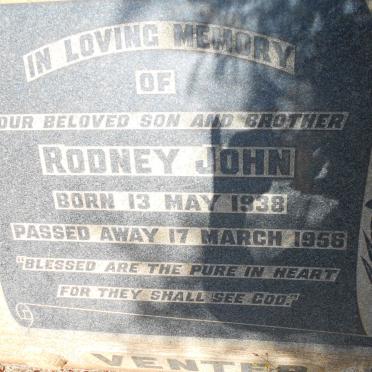 IN LOVING MEMORY
OF
OUR BELOVED SON AND BROTHER
RODNEY JOHN
BORN 13 MAY 1938
PASSED AWAY 17 MARCH 1956
"BLESSED ARE THE PURE IN HEART
FOR THEY SHALL SEE GOD."
VENTER